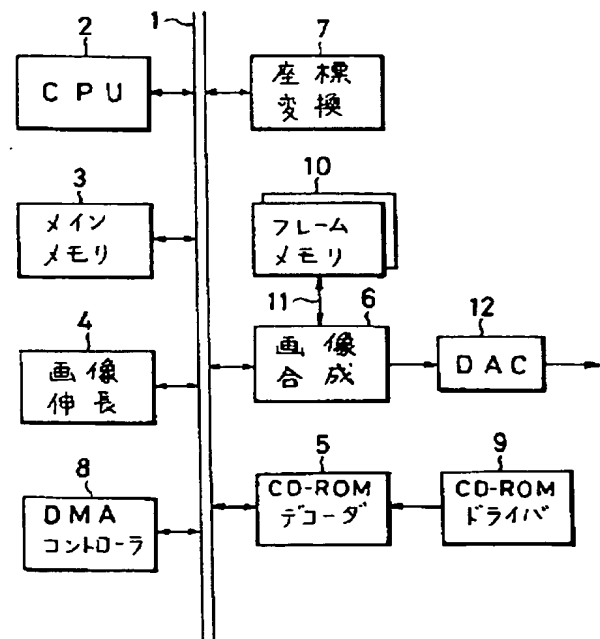 1
2
CPU
7
座標
変換
3
メイン
メモリ
10
フレーム
メモリ
11
4
画像
伸長
6
画像
合成
12
DAC
8
DMA
コントローラ
5
CD-ROM
デコーダ
9
CD-ROM
ドライバ